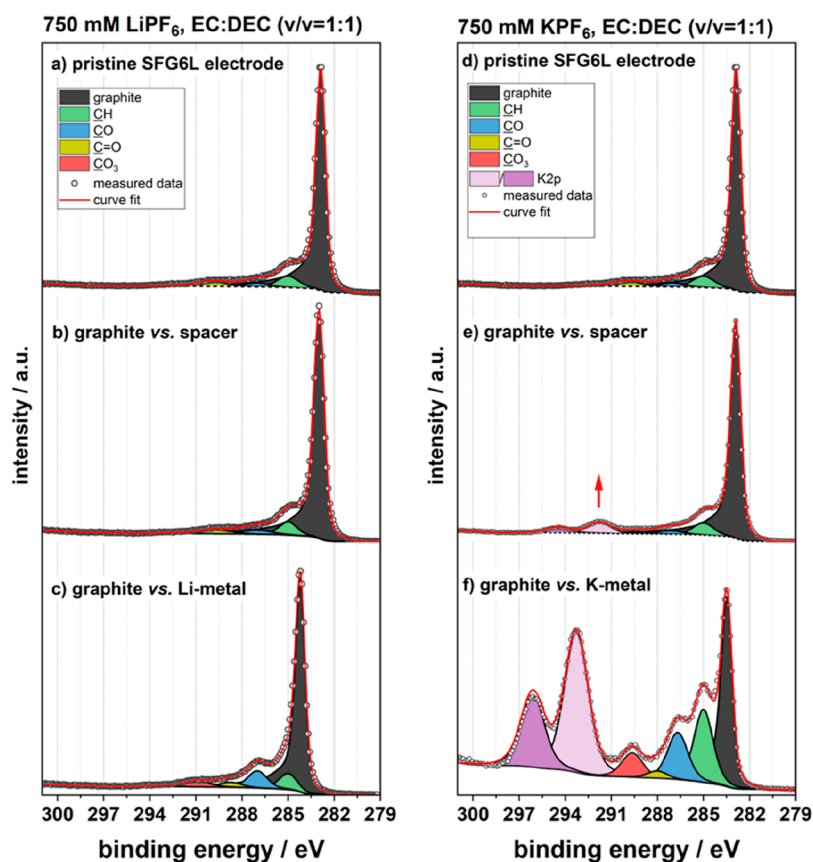 750 mM LiPF₆, EC:DEC (v/v=1:1)
a) pristine SFG6L electrode
graphite
CH
CO
C=O
CO₃
measured data
curve fit
b) graphite vs. spacer
c) graphite vs. Li-metal
intensity / a.u.
300 297 294 291 288 285 282 279
binding energy / eV
750 mM KPF₆, EC:DEC (v/v=1:1)
d) pristine SFG6L electrode
graphite
CH
CO
C=O
CO₃
/ K2p
measured data
curve fit
e) graphite vs. spacer
f) graphite vs. K-metal
intensity / a.u.
300 297 294 291 288 285 282 279
binding energy / eV